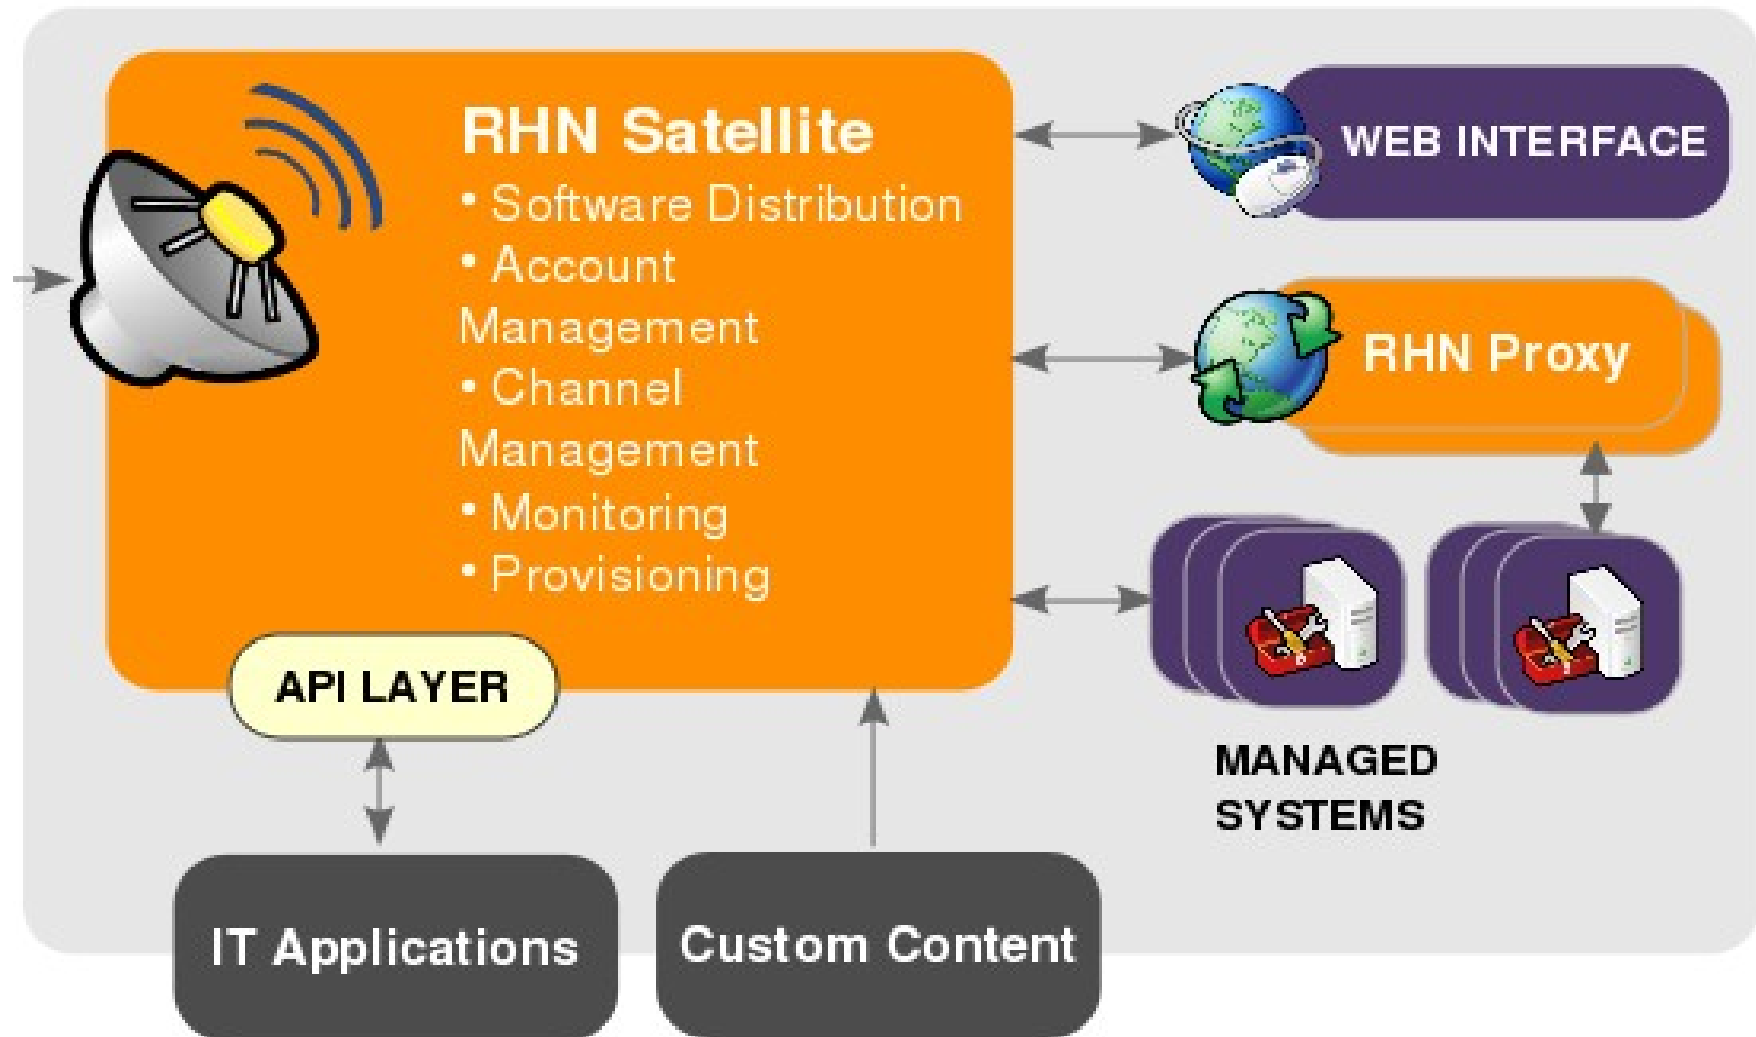 RHN Satellite
• Software Distribution
• Account
Management
• Channel
Management
• Monitoring
• Provisioning
API LAYER
WEB INTERFACE
RHN Proxy
MANAGED
SYSTEMS
IT Applications
Custom Content